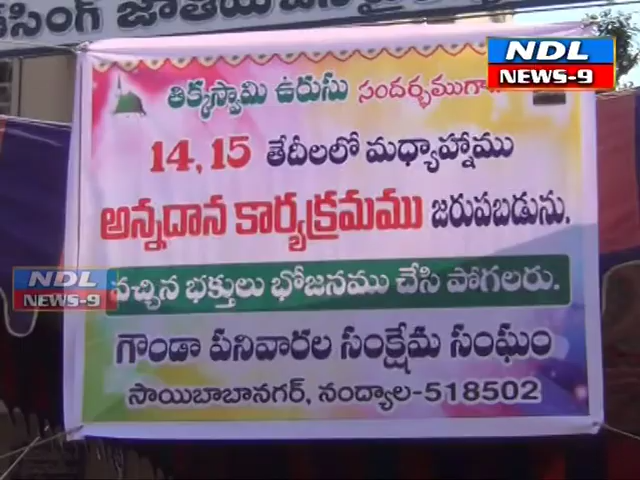 జాతీయ
NDL
NEWS-9
తిక్కస్వామి ఉరుసు సందర్భముగా
14, 15 తేదీలలో మధ్యాహ్నము
అన్నదాన కార్యక్రమము జరుపబడును.
NDL
NEWS-9
వచ్చిన భక్తులు భోజనము చేసి పోగలరు.
గౌండా పనివారల సంక్షేమ సంఘం
సాయిబాబానగర్, నంద్యాల-518502